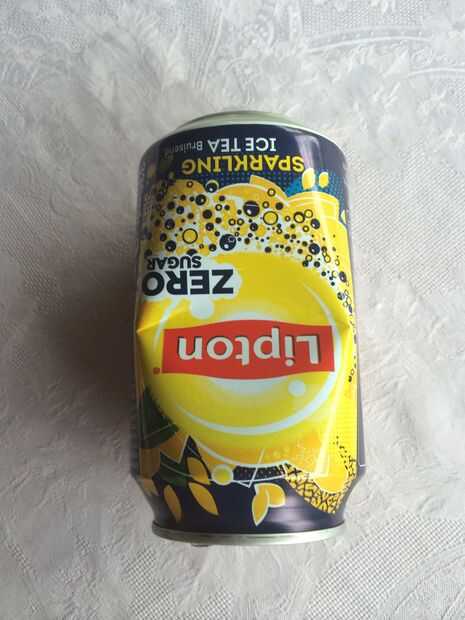 Lipton
ZERO
SUGAR
SPARKLING
ICE TEA Bruisend